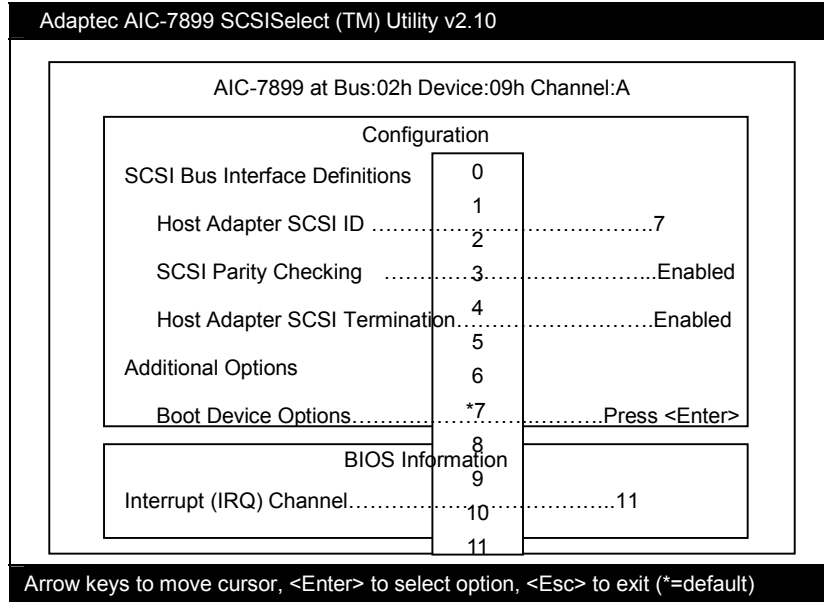 Adaptec AIC-7899 SCSISelect (TM) Utility v2.10
AIC-7899 at Bus:02h Device:09h Channel:A
Configuration
SCSI Bus Interface Definitions
Host Adapter SCSI ID ……………………………….7
SCSI Parity Checking ……………………………..Enabled
Host Adapter SCSI Termination…………………….Enabled
Additional Options
Boot Device Options………………………….Press <Enter>
BIOS Information
Interrupt (IRQ) Channel……………………………..11
0
1
2
3
4
5
6
*7
8
9
10
11
Arrow keys to move cursor, <Enter> to select option, <Esc> to exit (*=default)